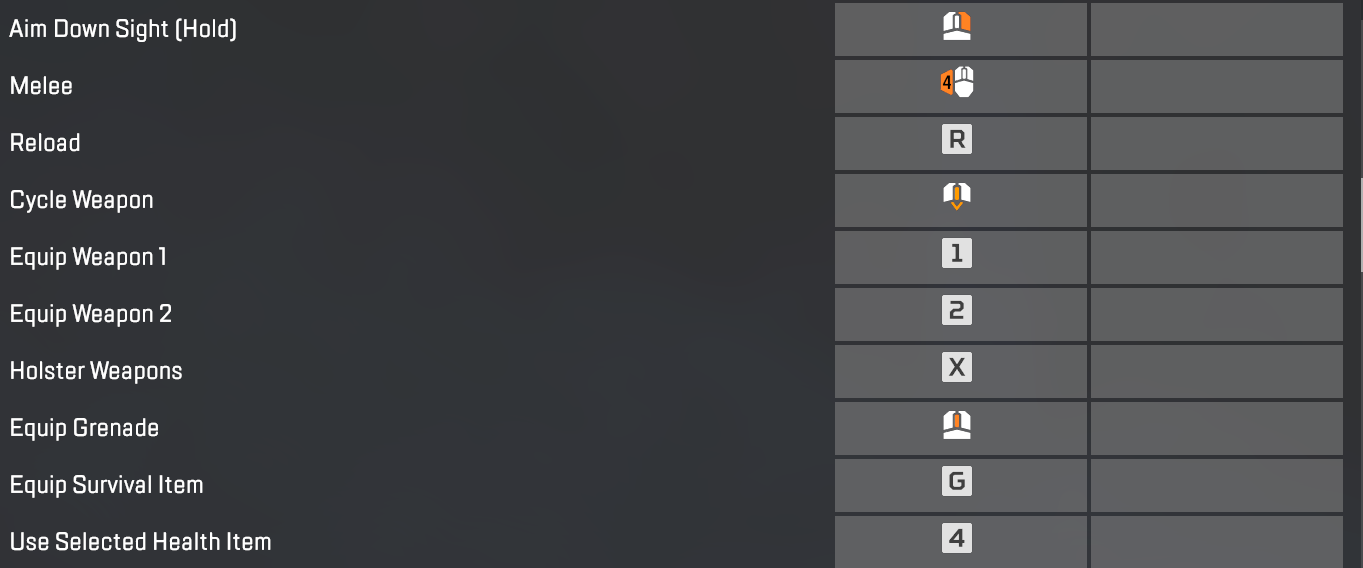 Aim Down Sight (Hold)
Melee 4
Reload R
Cycle Weapon
Equip Weapon 1 1
Equip Weapon 2 2
Holster Weapons X
Equip Grenade
Equip Survival Item G
Use Selected Health Item 4